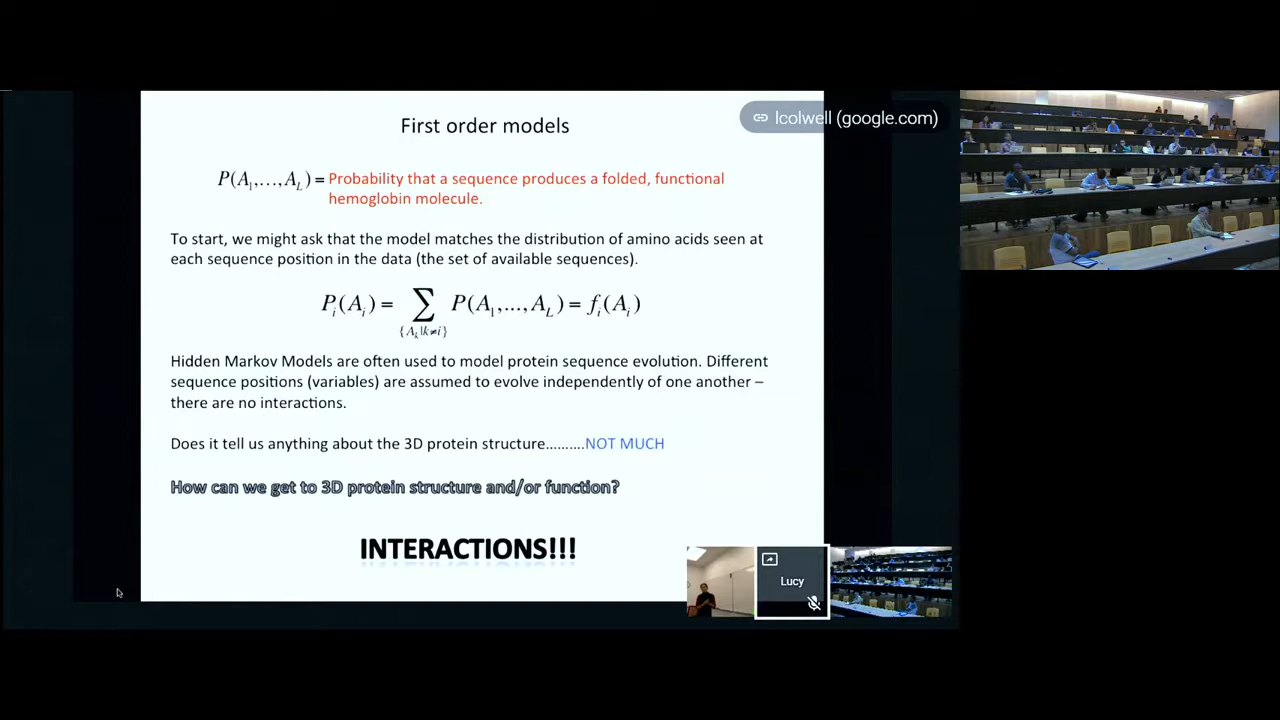 First order models
lcolwell (google.com)
P(A₁,…,A_L) = Probability that a sequence produces a folded, functional
hemoglobin molecule.
To start, we might ask that the model matches the distribution of amino acids seen at
each sequence position in the data (the set of available sequences).
P_i(A_i) = ∑_{{A_k|k≠i}} P(A₁,...,A_L) = f_i(A_i)
Hidden Markov Models are often used to model protein sequence evolution. Different
sequence positions (variables) are assumed to evolve independently of one another –
there are no interactions.
Does it tell us anything about the 3D protein structure..........NOT MUCH
How can we get to 3D protein structure and/or function?
INTERACTIONS!!!
Lucy